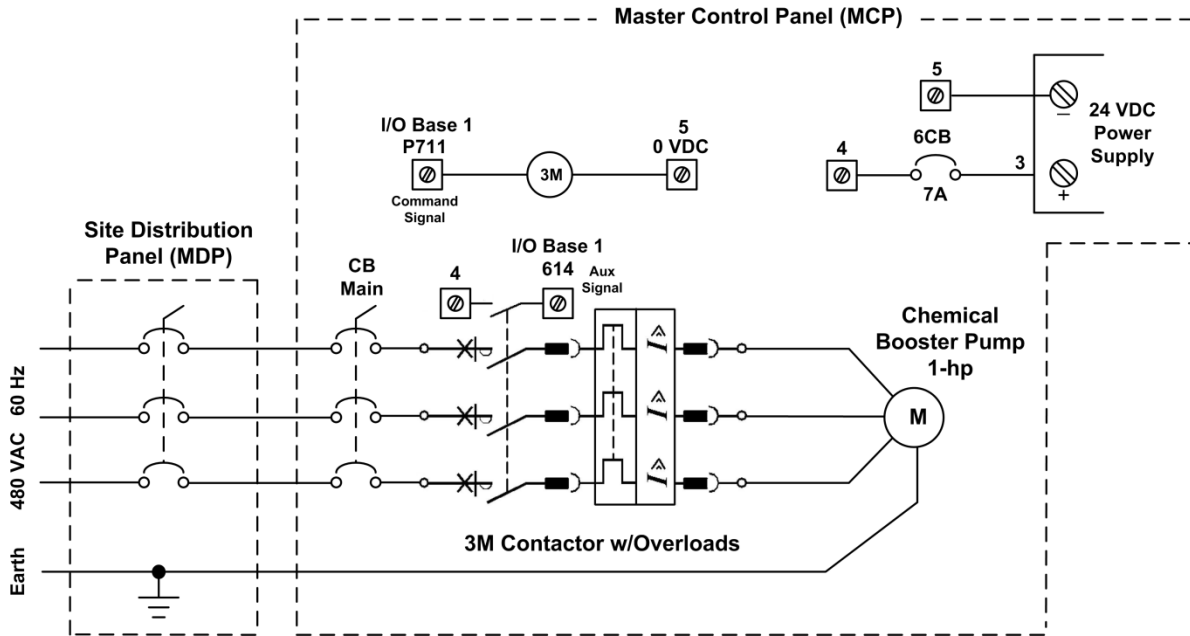 Master Control Panel (MCP)
5
24 VDC
Power
Supply
–
+
6CB
4
3
7A
I/O Base 1
P711
Command
Signal
3M
5
0 VDC
Site Distribution
Panel (MDP)
CB
Main
4
I/O Base 1
614
Aux
Signal
Chemical
Booster Pump
1-hp
M
I>
I>
I>
3M Contactor w/Overloads
480 VAC 60 Hz
Earth